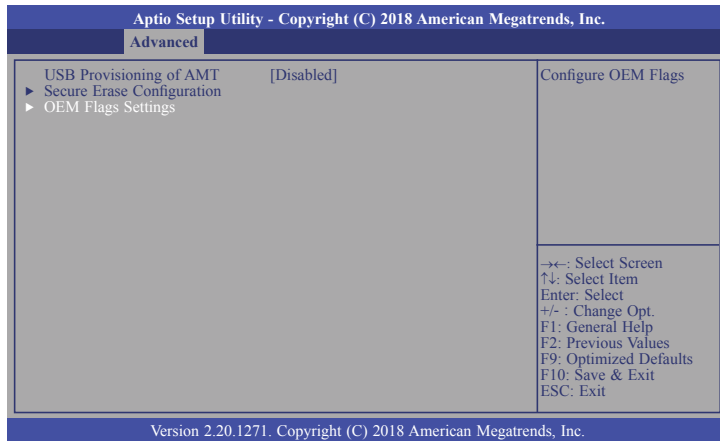 Aptio Setup Utility - Copyright (C) 2018 American Megatrends, Inc.
Advanced
USB Provisioning of AMT [Disabled]
► Secure Erase Configuration
► OEM Flags Settings
Configure OEM Flags
→←: Select Screen
↑↓: Select Item
Enter: Select
+/- : Change Opt.
F1: General Help
F2: Previous Values
F9: Optimized Defaults
F10: Save & Exit
ESC: Exit
Version 2.20.1271. Copyright (C) 2018 American Megatrends, Inc.